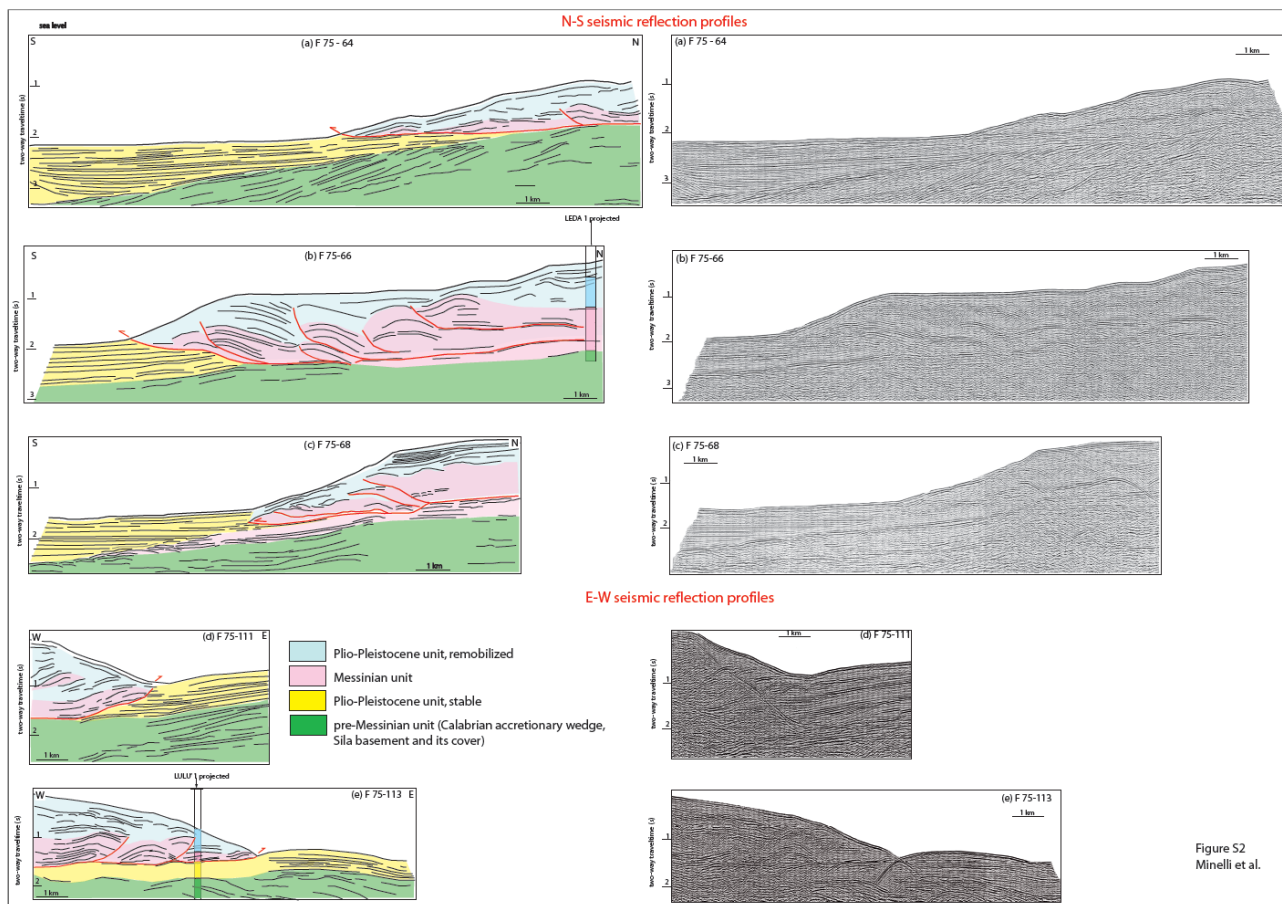 N-S seismic reflection profiles
sea level
S
(a) F 75 - 64
N
1
2
3
two-way traveltime (s)
1 km
(a) F 75 - 64
1 km
1
2
3
two-way traveltime (s)
LEDA 1 projected
S
(b) F 75-66
N
1
2
3
two-way traveltime (s)
1 km
(b) F 75-66
1 km
1
2
3
two-way traveltime (s)
S
(c) F 75-68
N
1
2
two-way traveltime (s)
1 km
(c) F 75-68
1 km
1
2
two-way traveltime (s)
E-W seismic reflection profiles
W
(d) F 75-111
E
1
2
two-way traveltime (s)
1 km
Plio-Pleistocene unit, remobilized
Messinian unit
Plio-Pleistocene unit, stable
pre-Messinian unit (Calabrian accretionary wedge,
Sila basement and its cover)
1 km
(d) F 75-111
1
2
two-way traveltime (s)
LULU' 1 projected
W
(e) F 75-113
E
1
2
two-way traveltime (s)
1 km
(e) F 75-113
1 km
1
2
two-way traveltime (s)
Figure S2
Minelli et al.